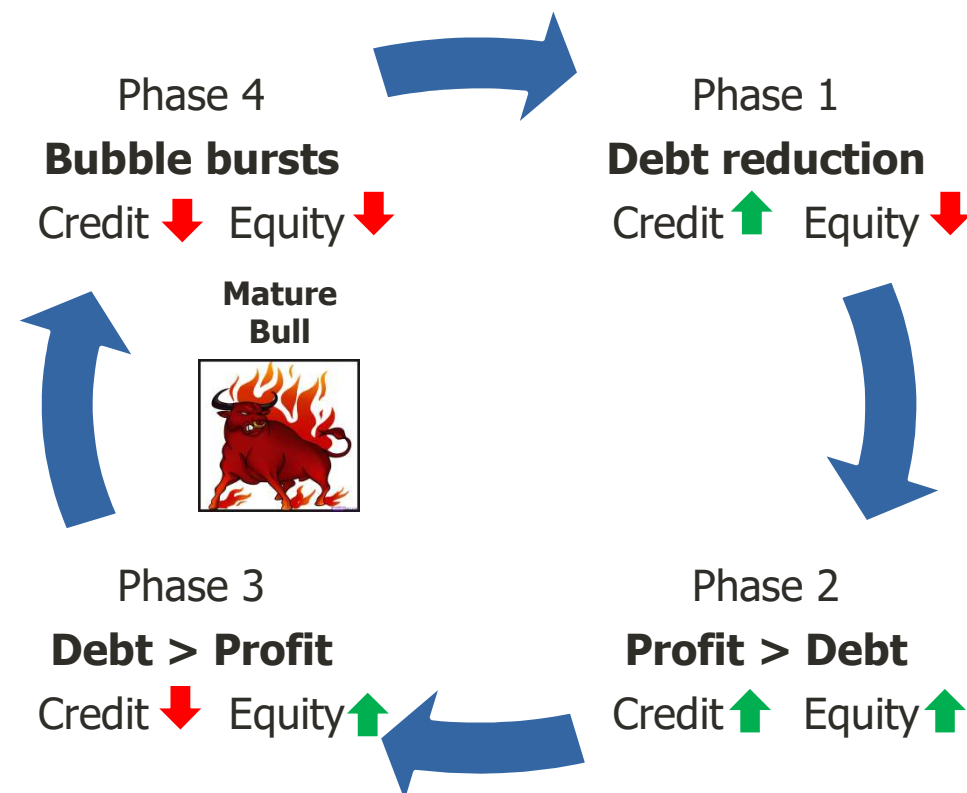 Phase 4
Bubble bursts
Credit Equity
Phase 1
Debt reduction
Credit Equity
Mature
Bull
Phase 3
Debt > Profit
Credit Equity
Phase 2
Profit > Debt
Credit Equity